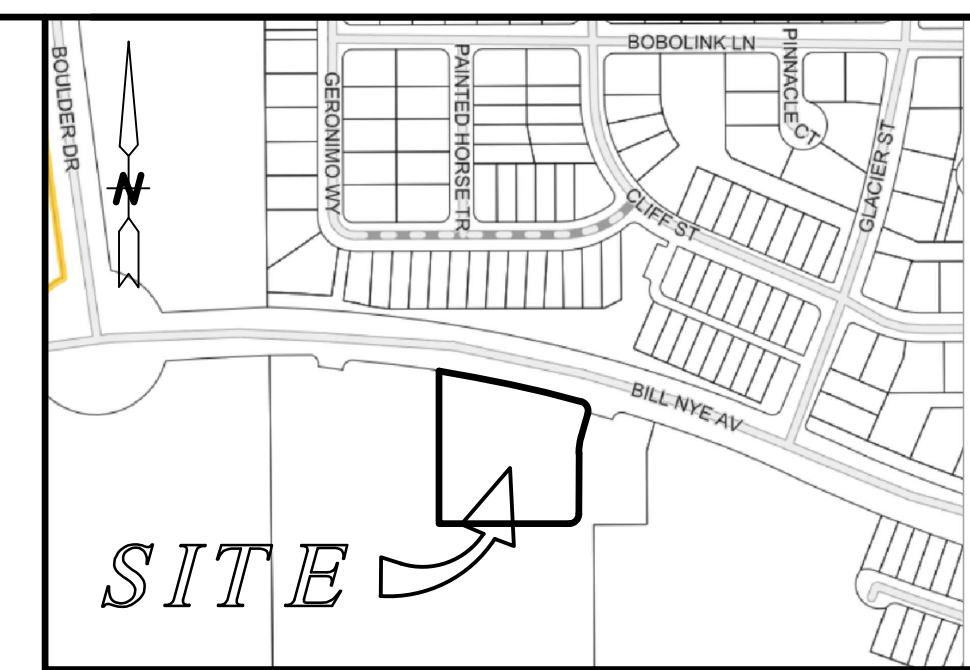 BOULDER DR
N
GERONIMO WY
PAINTED HORSE TR
BOBOLINK LN
PINNACLE CT
GLACIER ST
CLIFF ST
BILL NYE AV
SITE